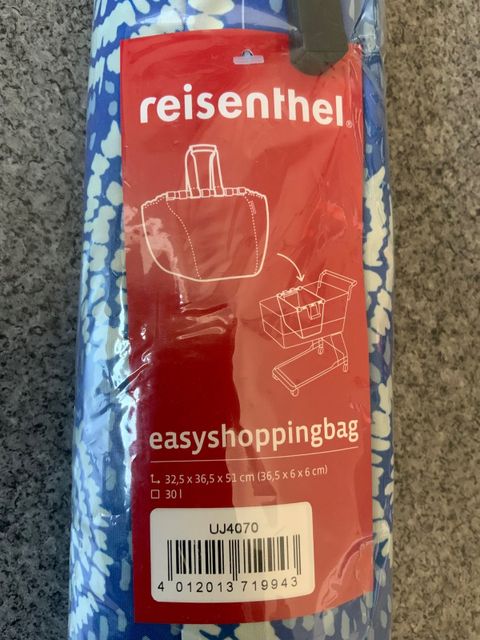 reisenthel®
easyshoppingbag
32,5 x 36,5 x 51 cm (36,5 x 6 x 6 cm)
30 l
UJ4070
4 012013 719943